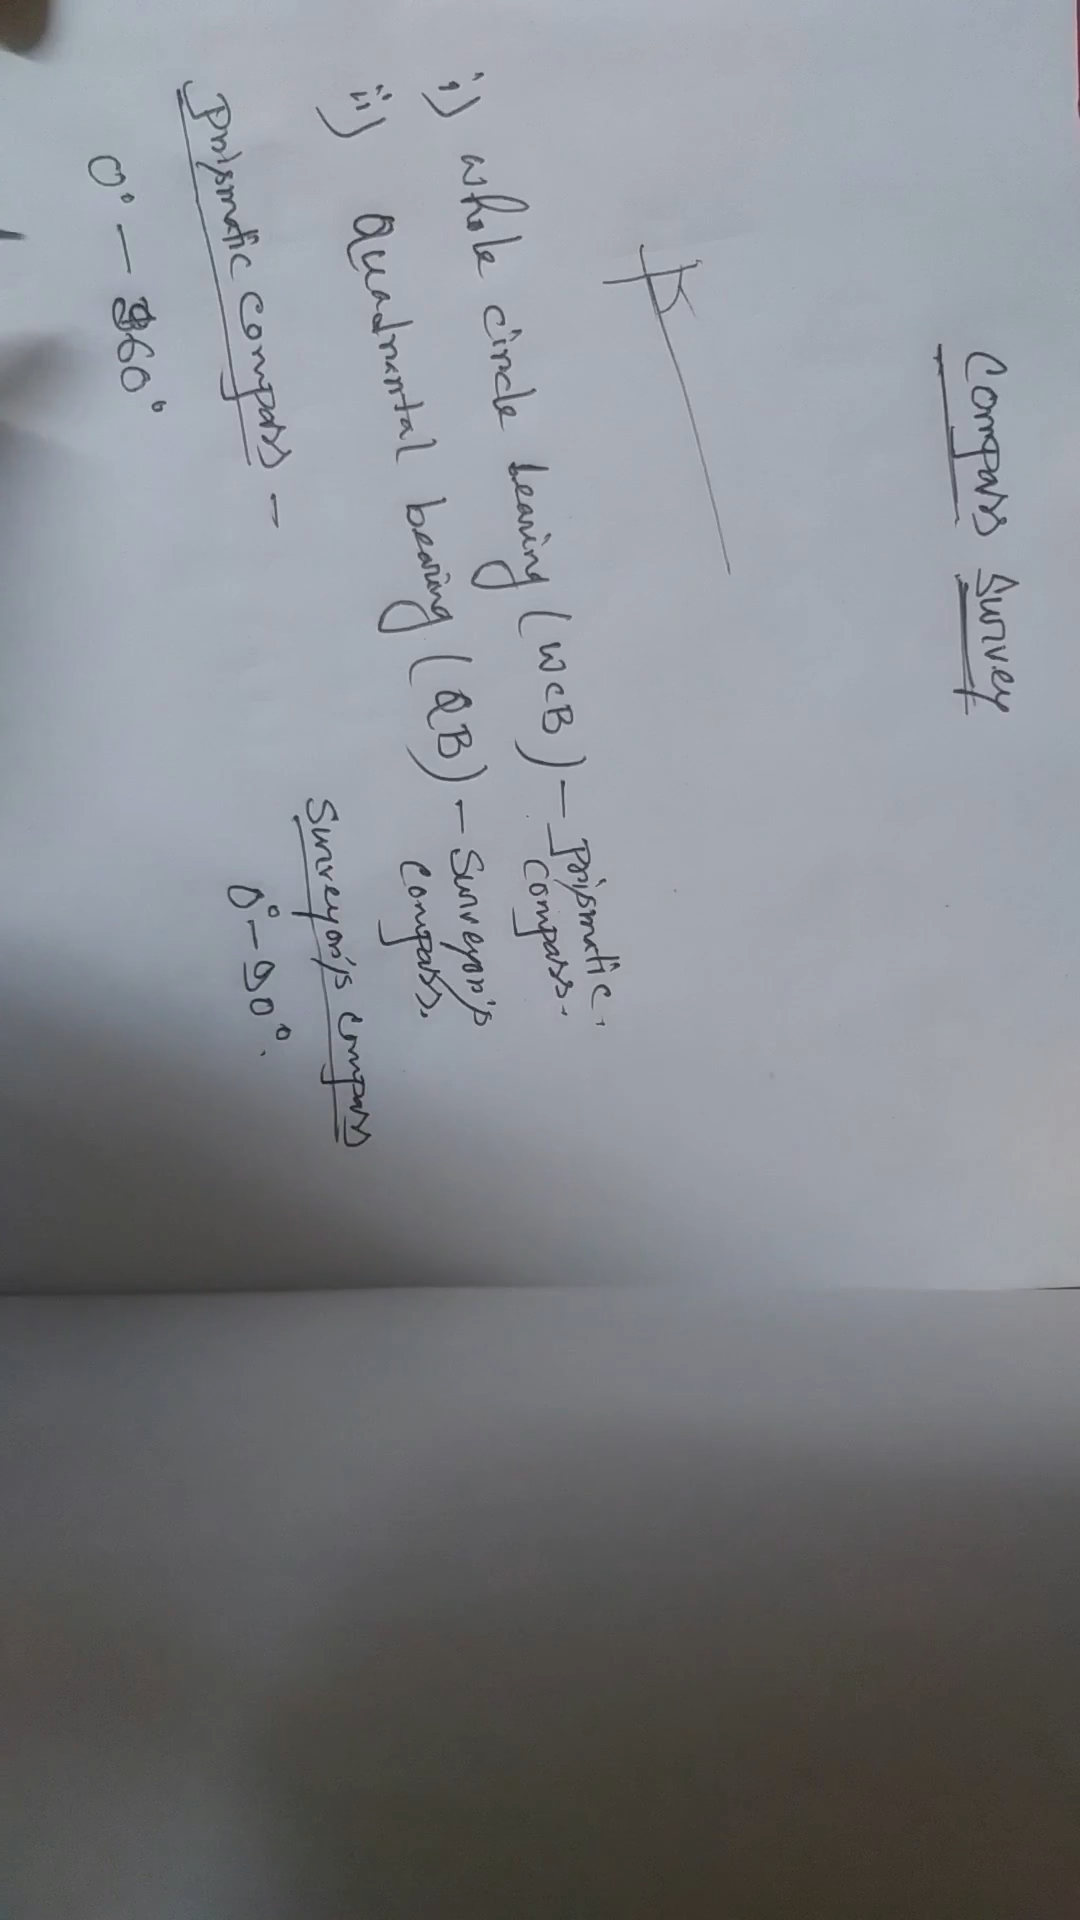 Compass Survey
i) Whole circle bearing (WCB) – Prismatic
Compass.
ii) Quadrantal bearing (QB) – Surveyor's
Compass.
Prismatic Compass –
0° – 360°
Surveyor's Compass
0° – 90°.